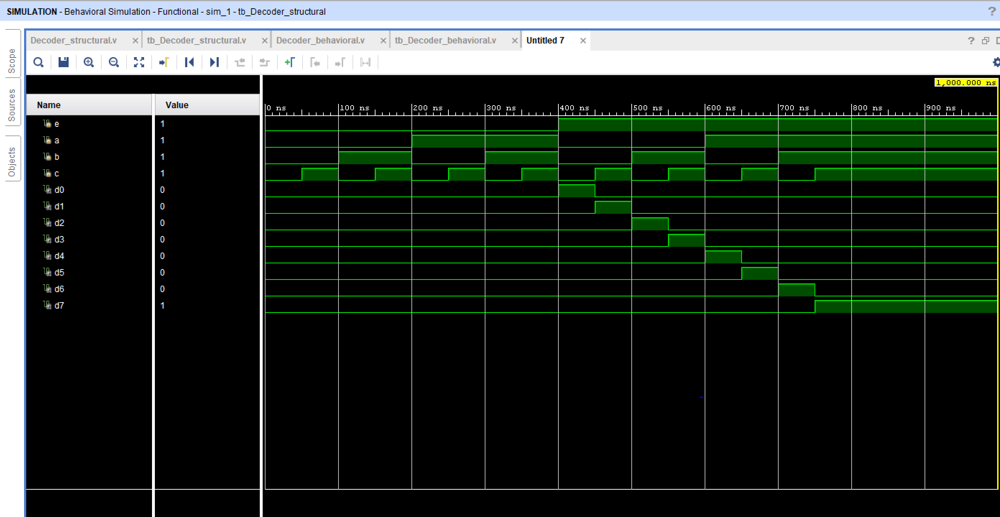 SIMULATION - Behavioral Simulation - Functional - sim_1 - tb_Decoder_structural ?
Scope
Sources
Objects
Decoder_structural.v × tb_Decoder_structural.v × Decoder_behavioral.v × tb_Decoder_behavioral.v × Untitled 7 × ?
1,000.000 ns
Name Value
0 ns 100 ns 200 ns 300 ns 400 ns 500 ns 600 ns 700 ns 800 ns 900 ns
e 1
a 1
b 1
c 1
d0 0
d1 0
d2 0
d3 0
d4 0
d5 0
d6 0
d7 1